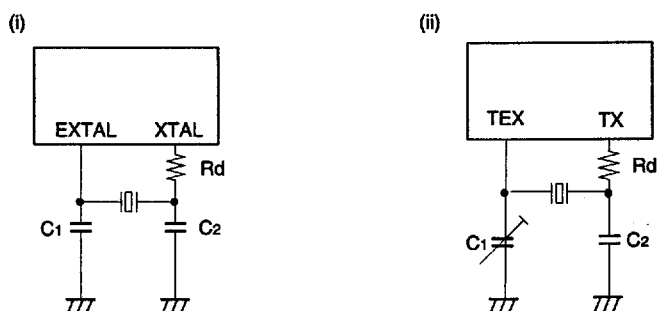 (i)
EXTAL XTAL
Rd
C1
C2
(ii)
TEX TX
Rd
C1
C2